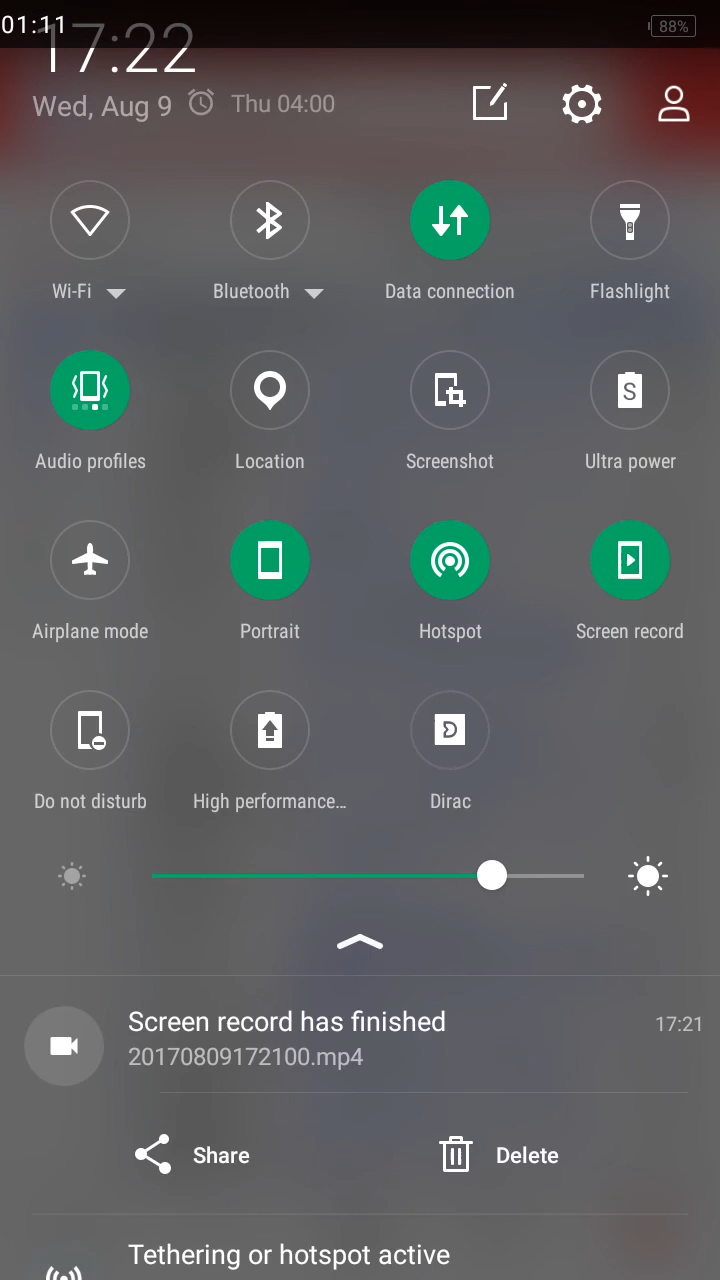 01:11
88%
17:22
Wed, Aug 9 Thu 04:00
Wi-Fi Bluetooth Data connection Flashlight
Audio profiles Location Screenshot Ultra power
S
Airplane mode Portrait Hotspot Screen record
Do not disturb High performance... Dirac
D
Screen record has finished 17:21
20170809172100.mp4
Share Delete
Tethering or hotspot active